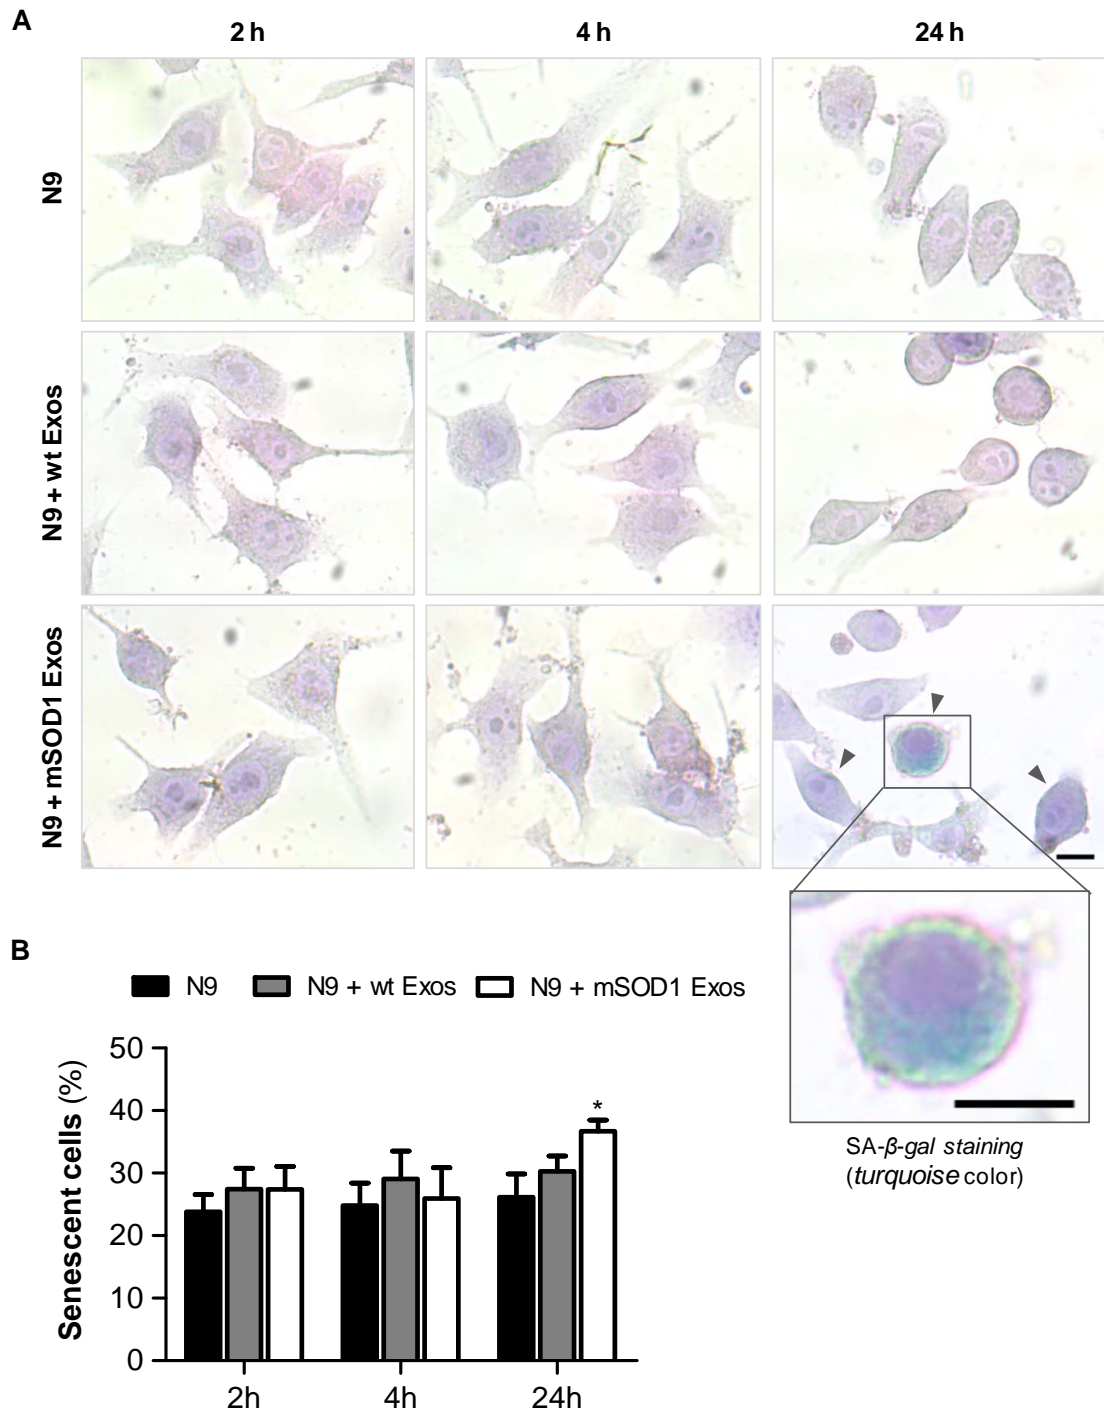 A
2 h 4 h 24 h
N9
N9 + wt Exos
N9 + mSOD1 Exos
SA-β-gal staining
(turquoise color)
B
N9 N9 + wt Exos N9 + mSOD1 Exos
Senescent cells (%)
50
40
30
20
10
0
*
2h 4h 24h